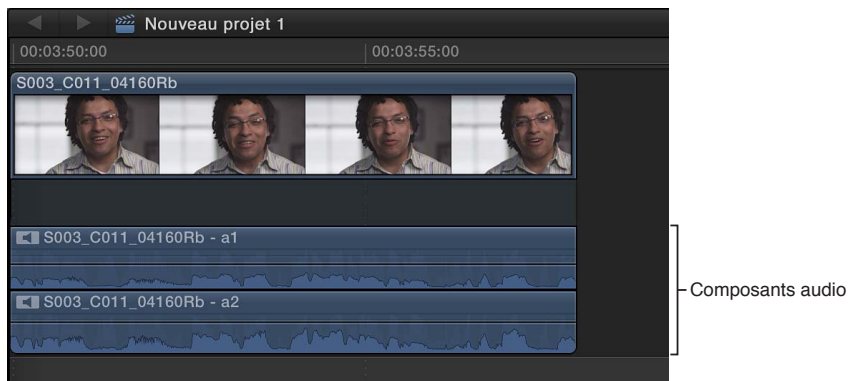 Nouveau projet 1
00:03:50:00 00:03:55:00
S003_C011_04160Rb
S003_C011_04160Rb - a1
S003_C011_04160Rb - a2
Composants audio